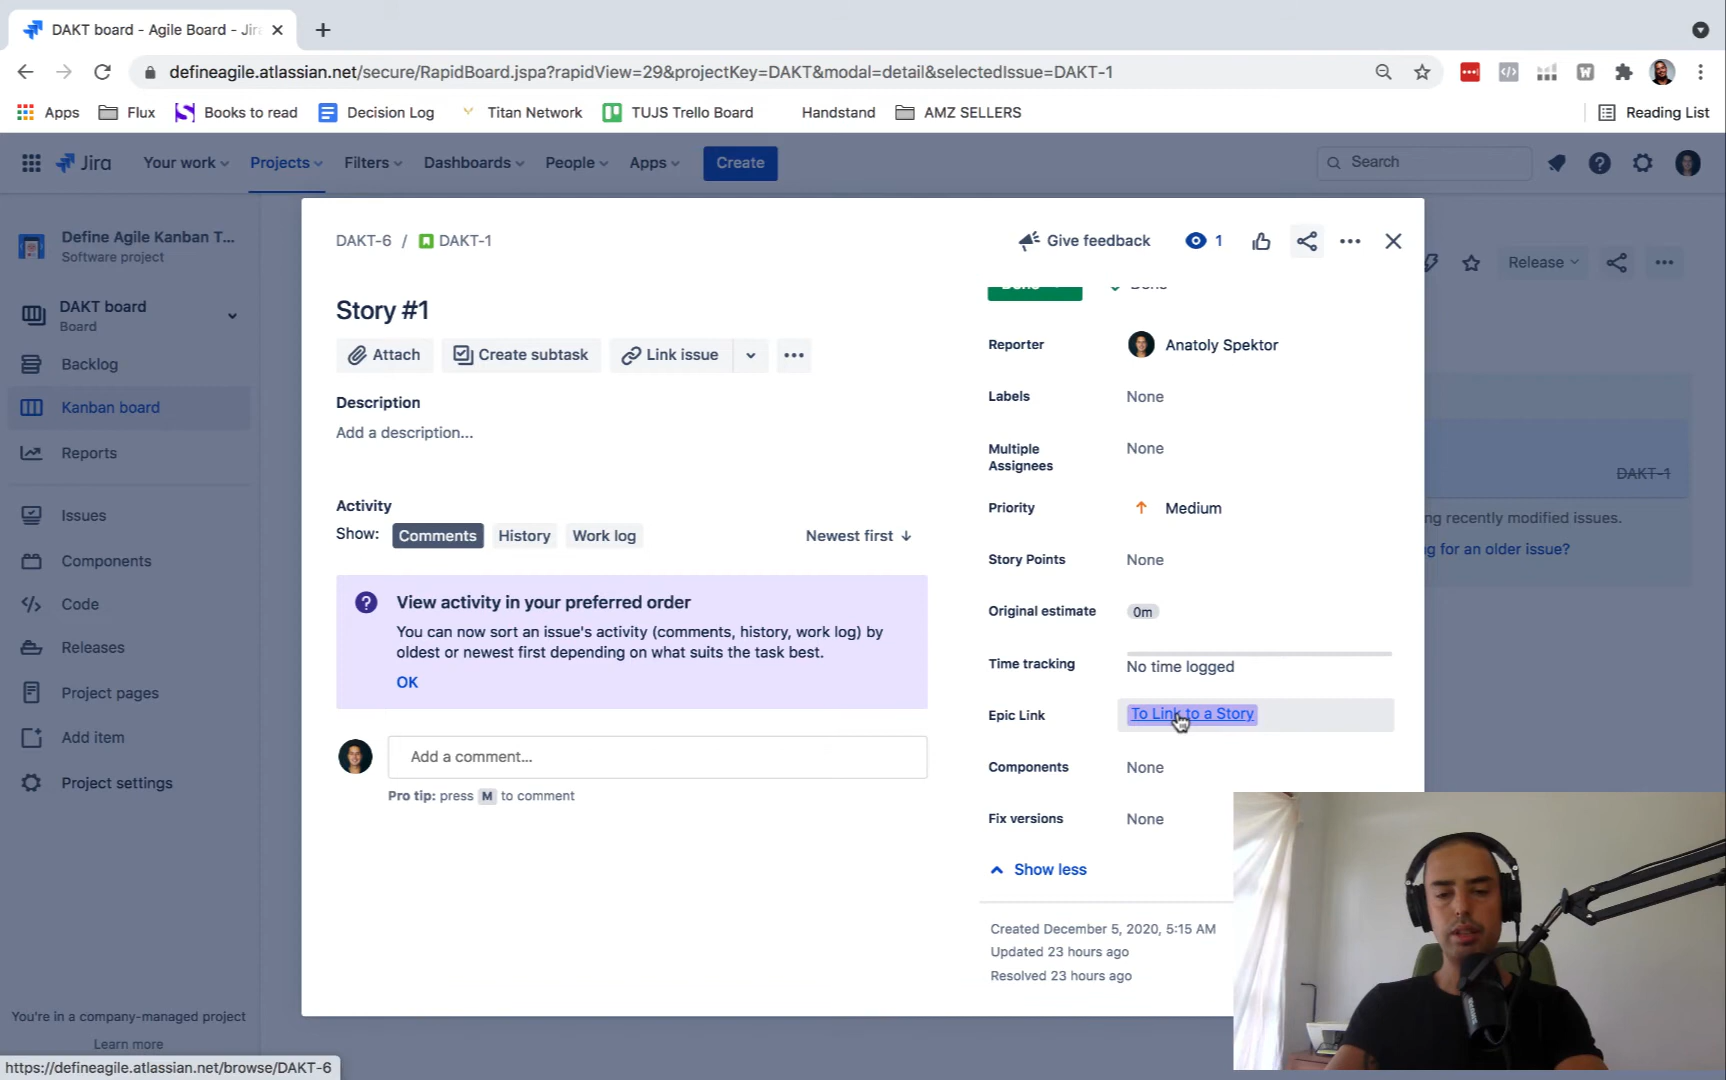 DAKT board - Agile Board - Jir
defineagile.atlassian.net/secure/RapidBoard.jspa?rapidView=29&projectKey=DAKT&modal=detail&selectedIssue=DAKT-1
Apps Flux Books to read Decision Log Titan Network TUJS Trello Board Handstand AMZ SELLERS Reading List
Jira Your work Projects Filters Dashboards People Apps Create Search
Define Agile Kanban T...
Software project
DAKT board
Board
Backlog
Kanban board
Reports
Issues
Components
Code
Releases
Project pages
Add item
Project settings
You're in a company-managed project
Learn more
https://defineagile.atlassian.net/browse/DAKT-6
DAKT-6 / DAKT-1
Give feedback 1
Story #1
Attach Create subtask Link issue
Description
Add a description...
Activity
Show: Comments History Work log Newest first
View activity in your preferred order
You can now sort an issue's activity (comments, history, work log) by
oldest or newest first depending on what suits the task best.
OK
Add a comment...
Pro tip: press M to comment
Reporter Anatoly Spektor
Labels None
Multiple
Assignees None
Priority Medium
Story Points None
Original estimate 0m
Time tracking No time logged
Epic Link To Link to a Story
Components None
Fix versions None
Show less
Created December 5, 2020, 5:15 AM
Updated 23 hours ago
Resolved 23 hours ago
Release
DAKT-1
ng recently modified issues.
g for an older issue?